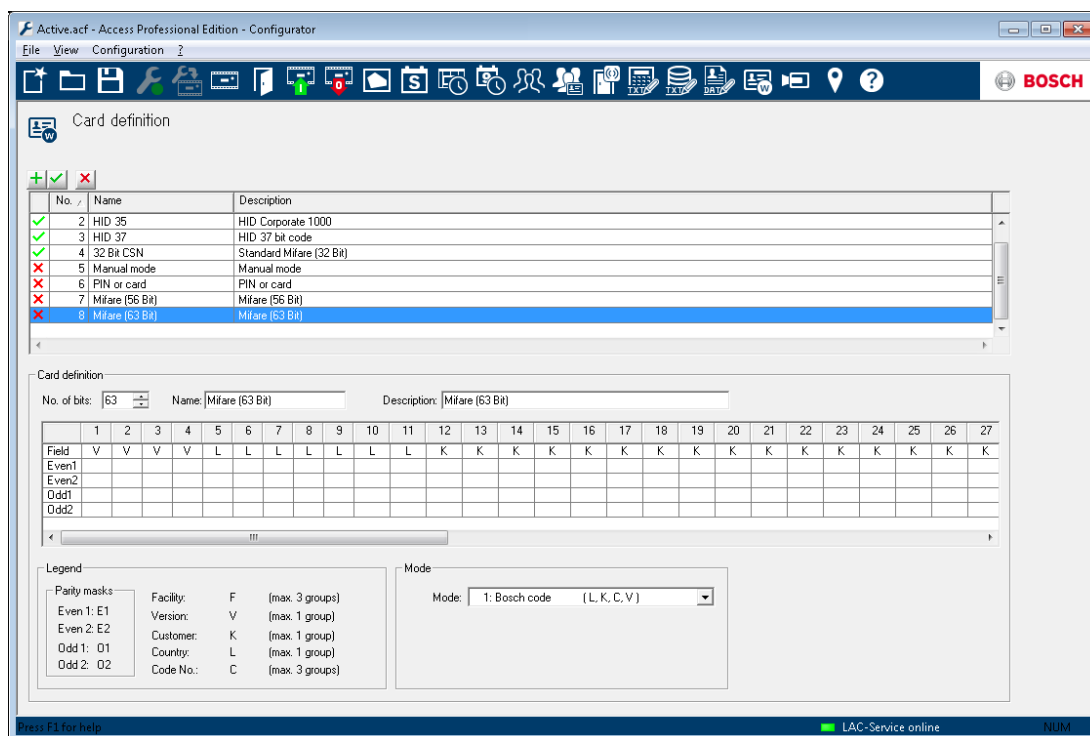 Active.acf - Access Professional Edition - Configurator
File View Configuration ?
S TXT TXT DAT W ? BOSCH
W Card definition
No. Name Description
2 HID 35 HID Corporate 1000
3 HID 37 HID 37 bit code
4 32 Bit CSN Standard Mifare (32 Bit)
5 Manual mode Manual mode
6 PIN or card PIN or card
7 Mifare (56 Bit) Mifare (56 Bit)
8 Mifare (63 Bit) Mifare (63 Bit)
Card definition
No. of bits: 63 Name: Mifare (63 Bit) Description: Mifare (63 Bit)
1 2 3 4 5 6 7 8 9 10 11 12 13 14 15 16 17 18 19 20 21 22 23 24 25 26 27
Field V V V V L L L L L L L K K K K K K K K K K K K K K K K
Even1
Even2
Odd1
Odd2
Legend Mode
Parity masks Facility: F (max. 3 groups) Mode: 1: Bosch code ( L, K, C, V )
Even 1: E1 Version: V (max. 1 group)
Even 2: E2 Customer: K (max. 1 group)
Odd 1: O1 Country: L (max. 1 group)
Odd 2: O2 Code No.: C (max. 3 groups)
Press F1 for help LAC-Service online NUM